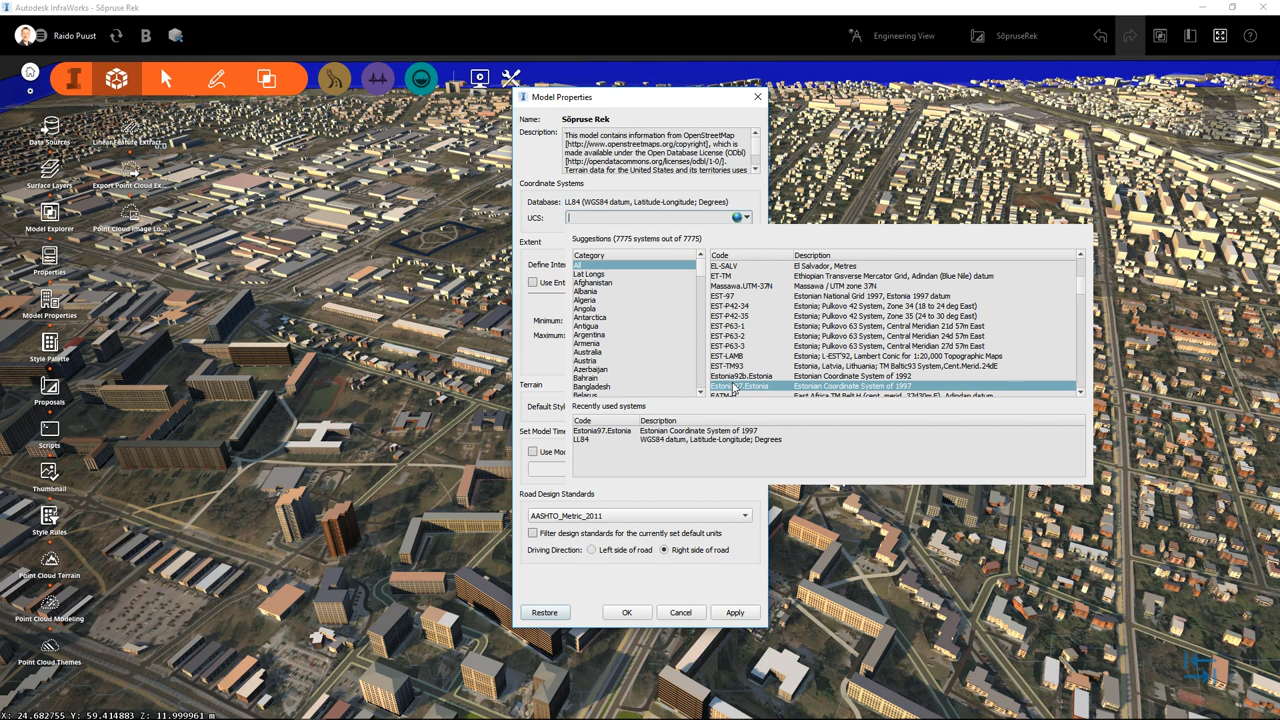 Autodesk InfraWorks - Sõpruse Rek
Raido Puust
B
Engineering View
SõpruseRek
Data Sources
Linear Feature Extract...
Surface Layers
Export Point Cloud Ex...
Model Explorer
Point Cloud Image Lo...
Properties
Model Properties
Style Palette
Proposals
Scripts
Thumbnail
Style Rules
Point Cloud Terrain
Point Cloud Modeling
Point Cloud Themes
Model Properties
Name: Sõpruse Rek
Description: This model contains information from OpenStreetMap
[http://www.openstreetmaps.org/copyright], which is
made available under the Open Database License (ODbl)
[http://opendatacommons.org/licenses/odbl/1-0/].
Terrain data for the United States and its territories uses
Coordinate Systems
Database: LL84 (WGS84 datum, Latitude-Longitude; Degrees)
UCS:
Extent
Define Inte
Use Ent
Minimum:
Maximum:
Terrain
Default Styl
Set Model Time
Use Mod
Suggestions (7775 systems out of 7775)
Category
All
Lat Longs
Afghanistan
Albania
Algeria
Angola
Antarctica
Antigua
Argentina
Armenia
Australia
Austria
Azerbaijan
Bahrain
Bangladesh
Belarus
Code Description
EL-SALV El Salvador, Metres
ET-TM Ethiopian Transverse Mercator Grid, Adindan (Blue Nile) datum
Massawa.UTM-37N Massawa / UTM zone 37N
EST-97 Estonian National Grid 1997, Estonia 1997 datum
EST-P42-34 Estonia; Pulkovo 42 System, Zone 34 (18 to 24 deg East)
EST-P42-35 Estonia; Pulkovo 42 System, Zone 35 (24 to 30 deg East)
EST-P63-1 Estonia; Pulkovo 63 System, Central Meridian 21d 57m East
EST-P63-2 Estonia; Pulkovo 63 System, Central Meridian 24d 57m East
EST-P63-3 Estonia; Pulkovo 63 System, Central Meridian 27d 57m East
EST-LAMB Estonia; L-EST'92, Lambert Conic for 1:20,000 Topographic Maps
EST-TM93 Estonia, Latvia, Lithuania; TM Baltic93 System,Cent.Merid.24dE
Estonia92b.Estonia Estonian Coordinate System of 1992
Estonia97.Estonia Estonian Coordinate System of 1997
East Africa TM Belt H (cent. merid. 37d30m E), Adindan datum
Recently used systems
Code Description
Estonia97.Estonia Estonian Coordinate System of 1997
LL84 WGS84 datum, Latitude-Longitude; Degrees
Road Design Standards
AASHTO_Metric_2011
Filter design standards for the currently set default units
Driving Direction: Left side of road Right side of road
Restore OK Cancel Apply
X: 24.682755 Y: 59.414883 Z: 11.999961 m